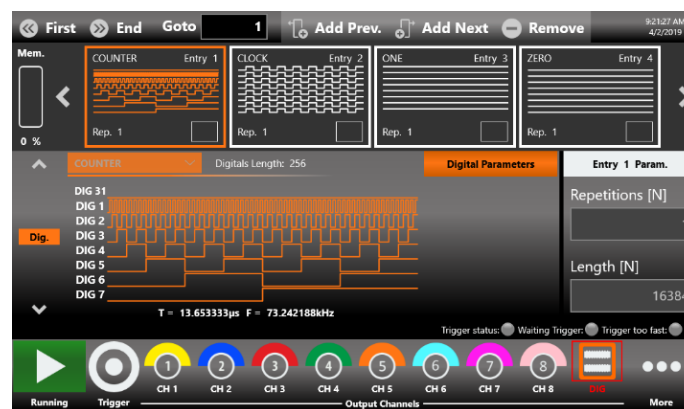 First End Goto 1 Add Prev. Add Next Remove
9:21:27 AM
4/2/2019
Mem.
0 %
COUNTER Entry 1
Rep. 1
CLOCK Entry 2
Rep. 1
ONE Entry 3
Rep. 1
ZERO Entry 4
Rep. 1
COUNTER Digitals Length: 256 Digital Parameters Entry 1 Param.
Dig.
DIG 31
DIG 1
DIG 2
DIG 3
DIG 4
DIG 5
DIG 6
DIG 7
T = 13.653333µs F = 73.242188kHz
Repetitions [N]
Length [N]
16384
Trigger status: Waiting Trigger: Trigger too fast:
1 2 3 4 5 6 7 8
CH 1 CH 2 CH 3 CH 4 CH 5 CH 6 CH 7 CH 8 DIG
Running Trigger Output Channels More